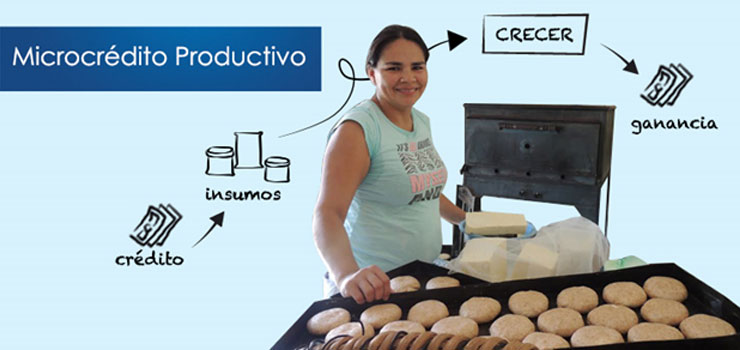 Microcrédito Productivo
CRECER
ganancia
insumos
crédito